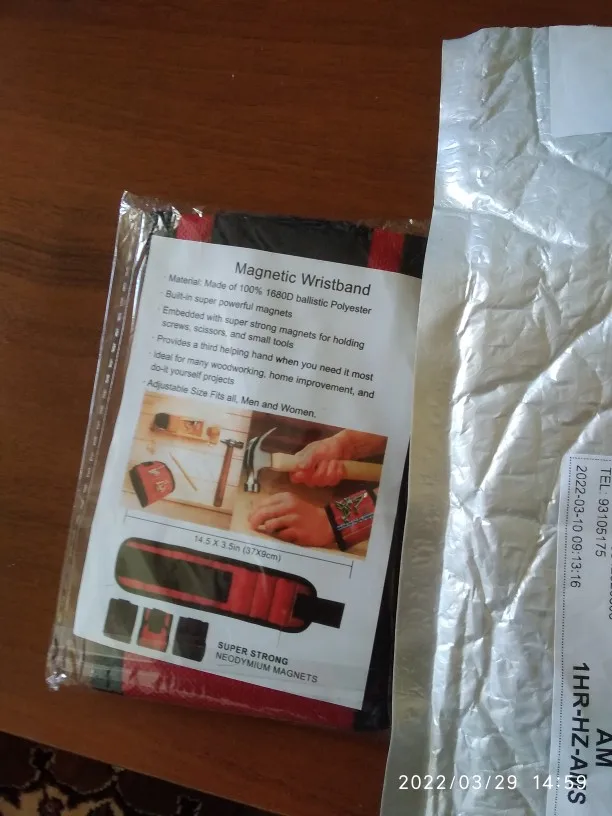 Magnetic Wristband
· Material: Made of 100% 1680D ballistic Polyester
· Built-in super powerful magnets
· Embedded with super strong magnets for holding
screws, scissors, and small tools
· Provides a third helping hand when you need it most
· Ideal for many woodworking, home improvement, and
do-it yourself projects
· Adjustable Size Fits all, Men and Women.
14.5 X 3.5in (37X9cm)
SUPER STRONG
NEODYMIUM MAGNETS
TEL: 93105175
2022-03-10 09:13:16
AM
2022/03/29 14:59